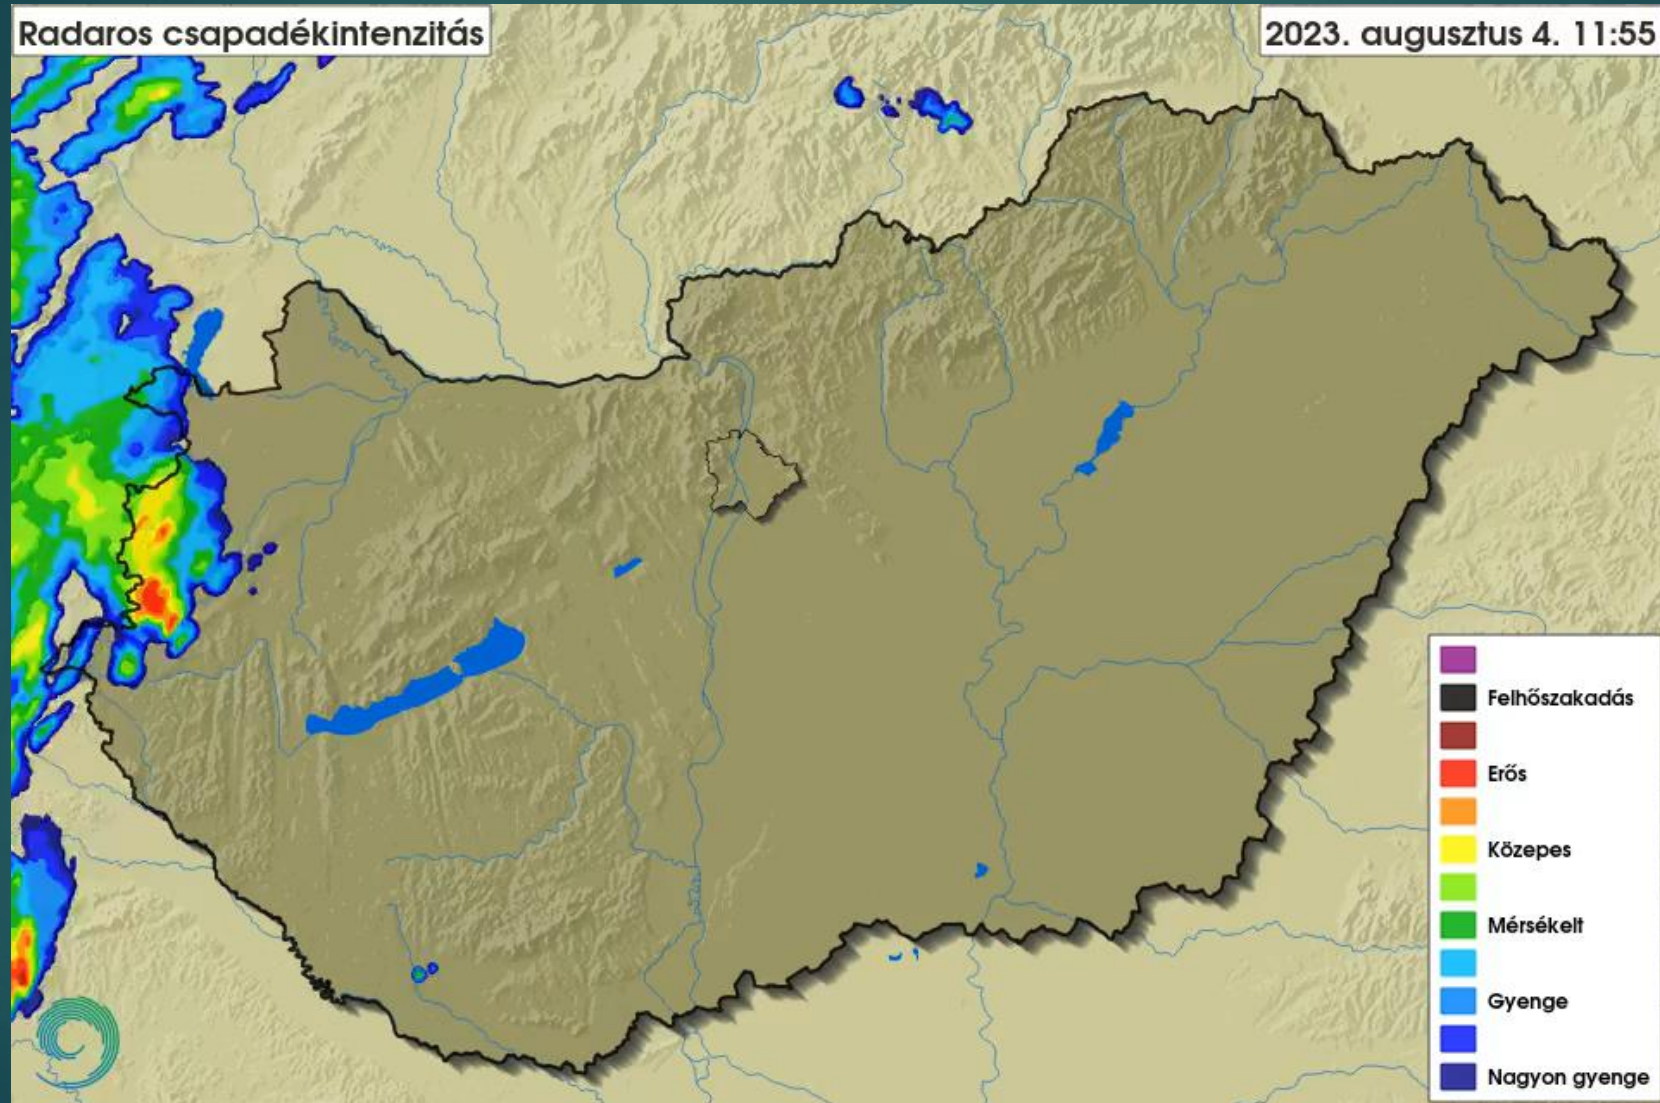 Radaros csapadékintenzitás
2023. augusztus 4. 11:55
Felhőszakadás
Erős
Közepes
Mérsékelt
Gyenge
Nagyon gyenge